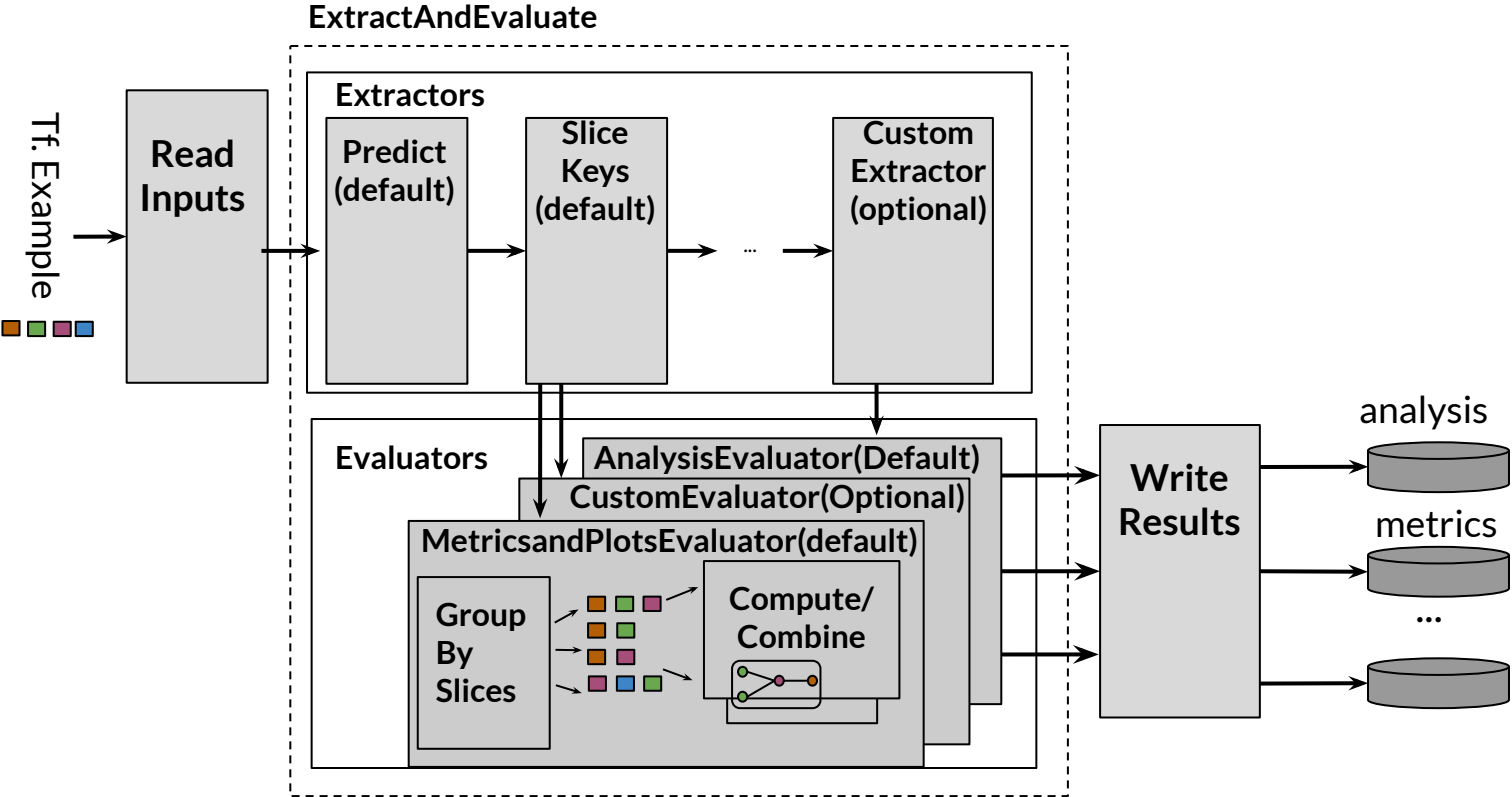 ExtractAndEvaluate
Tf. Example
Read
Inputs
Extractors
Predict
(default)
Slice
Keys
(default)
...
Custom
Extractor
(optional)
Evaluators
AnalysisEvaluator(Default)
CustomEvaluator(Optional)
MetricsandPlotsEvaluator(default)
Group
By
Slices
Compute/
Combine
Write
Results
analysis
metrics
...